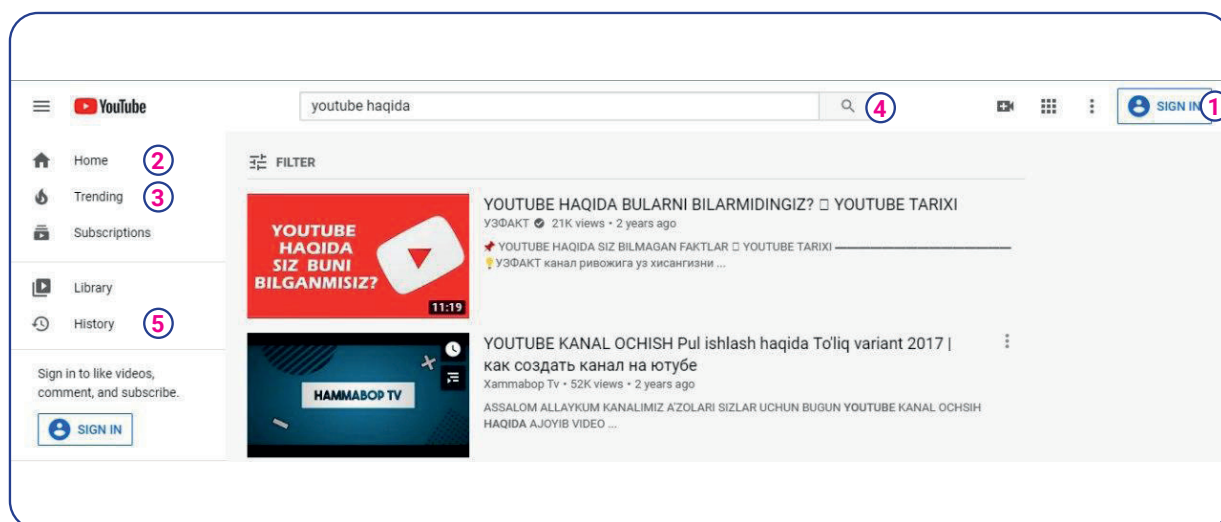 YouTube
youtube haqida
4
SIGN IN
1
Home
2
Trending
3
Subscriptions
Library
History
5
Sign in to like videos,
comment, and subscribe.
SIGN IN
FILTER
YOUTUBE
HAQIDA
SIZ BUNI
BILGANMISIZ?
11:19
YOUTUBE HAQIDA BULARNI BILARMIDINGIZ? □ YOUTUBE TARIXI
УЗФАКТ 21K views • 2 years ago
📌 YOUTUBE HAQIDA SIZ BILMAGAN FAKTLAR □ YOUTUBE TARIXI ——————————
💡УЗФАКТ канал ривожига уз хисангизни ...
HAMMABOP TV
YOUTUBE KANAL OCHISH Pul ishlash haqida To'liq variant 2017 |
как создать канал на ютубе
Xammabop Tv • 52K views • 2 years ago
ASSALOM ALLAYKUM KANALIMIZ A'ZOLARI SIZLAR UCHUN BUGUN YOUTUBE KANAL OCHSIH
HAQIDA AJOYIB VIDEO ...